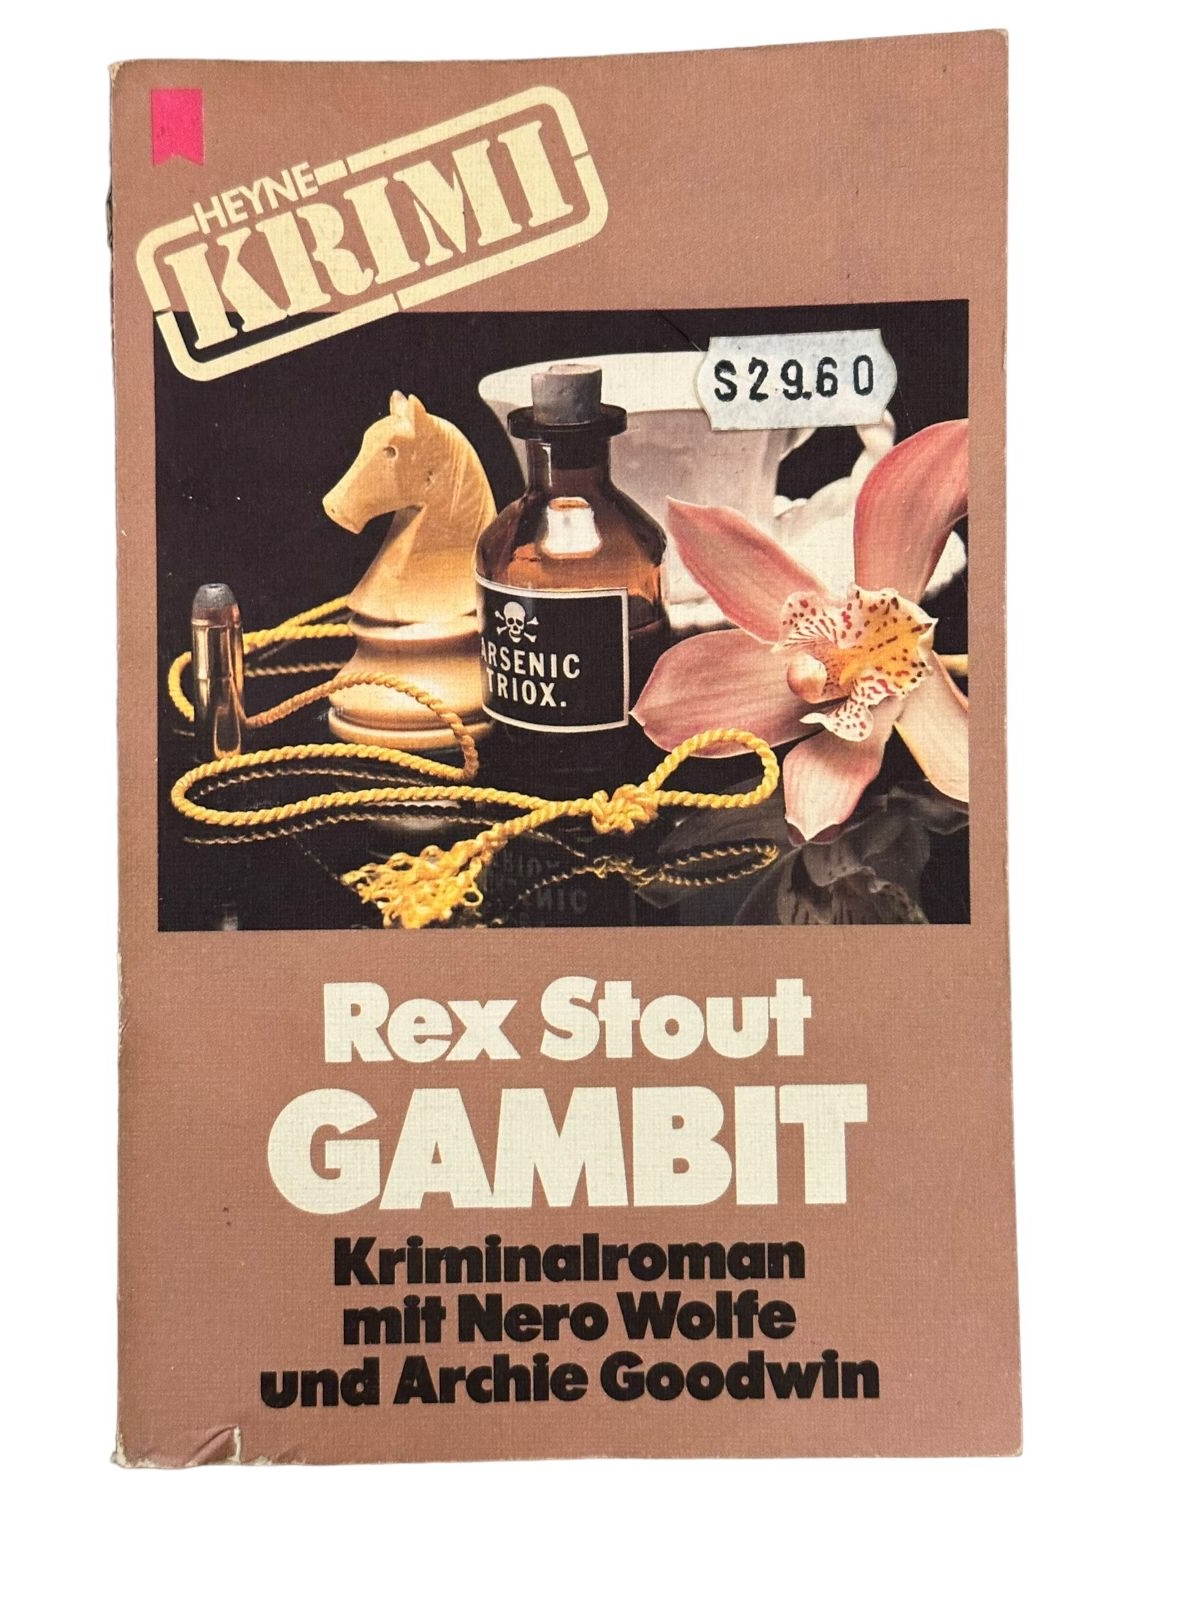 HEYNE
KRIMI
S29.60
ARSENIC
TRIOX.
Rex Stout
GAMBIT
Kriminalroman
mit Nero Wolfe
und Archie Goodwin